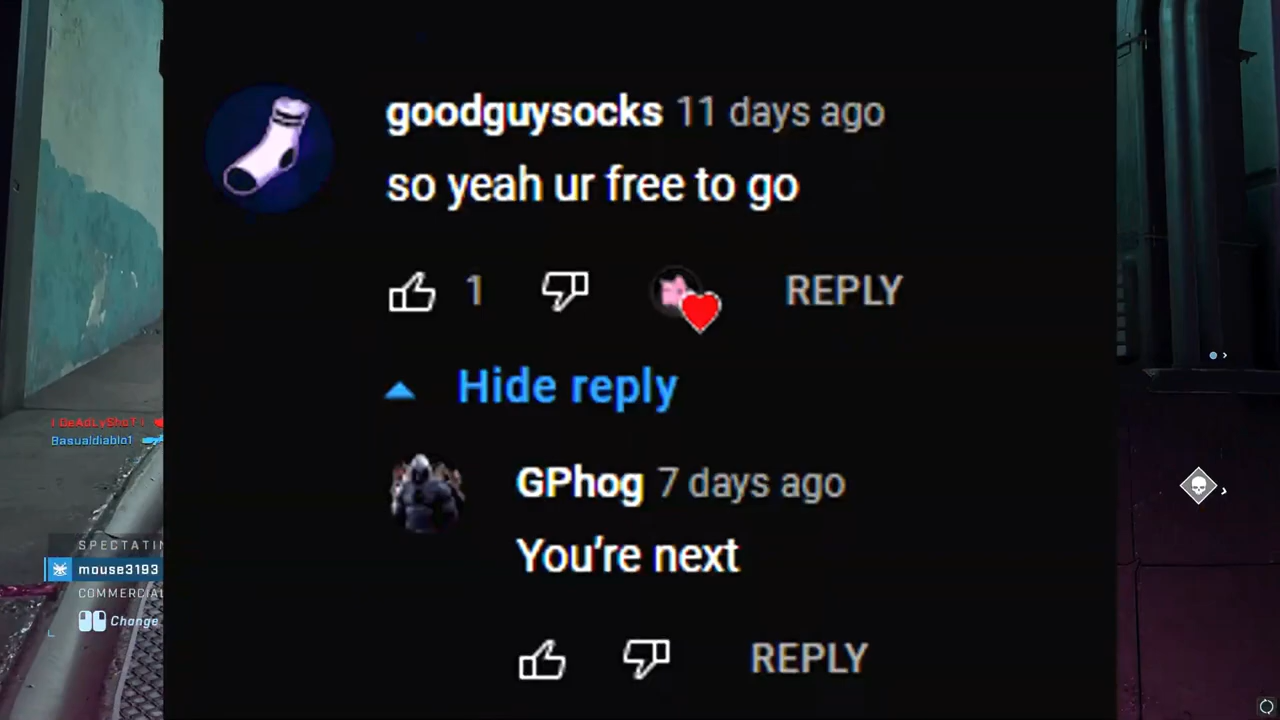 goodguysocks 11 days ago
so yeah ur free to go
1
REPLY
Hide reply
GPhog 7 days ago
You're next
REPLY
Basualdiablo1
SPECTATIN
mouse3193
COMMERCIAL
Change